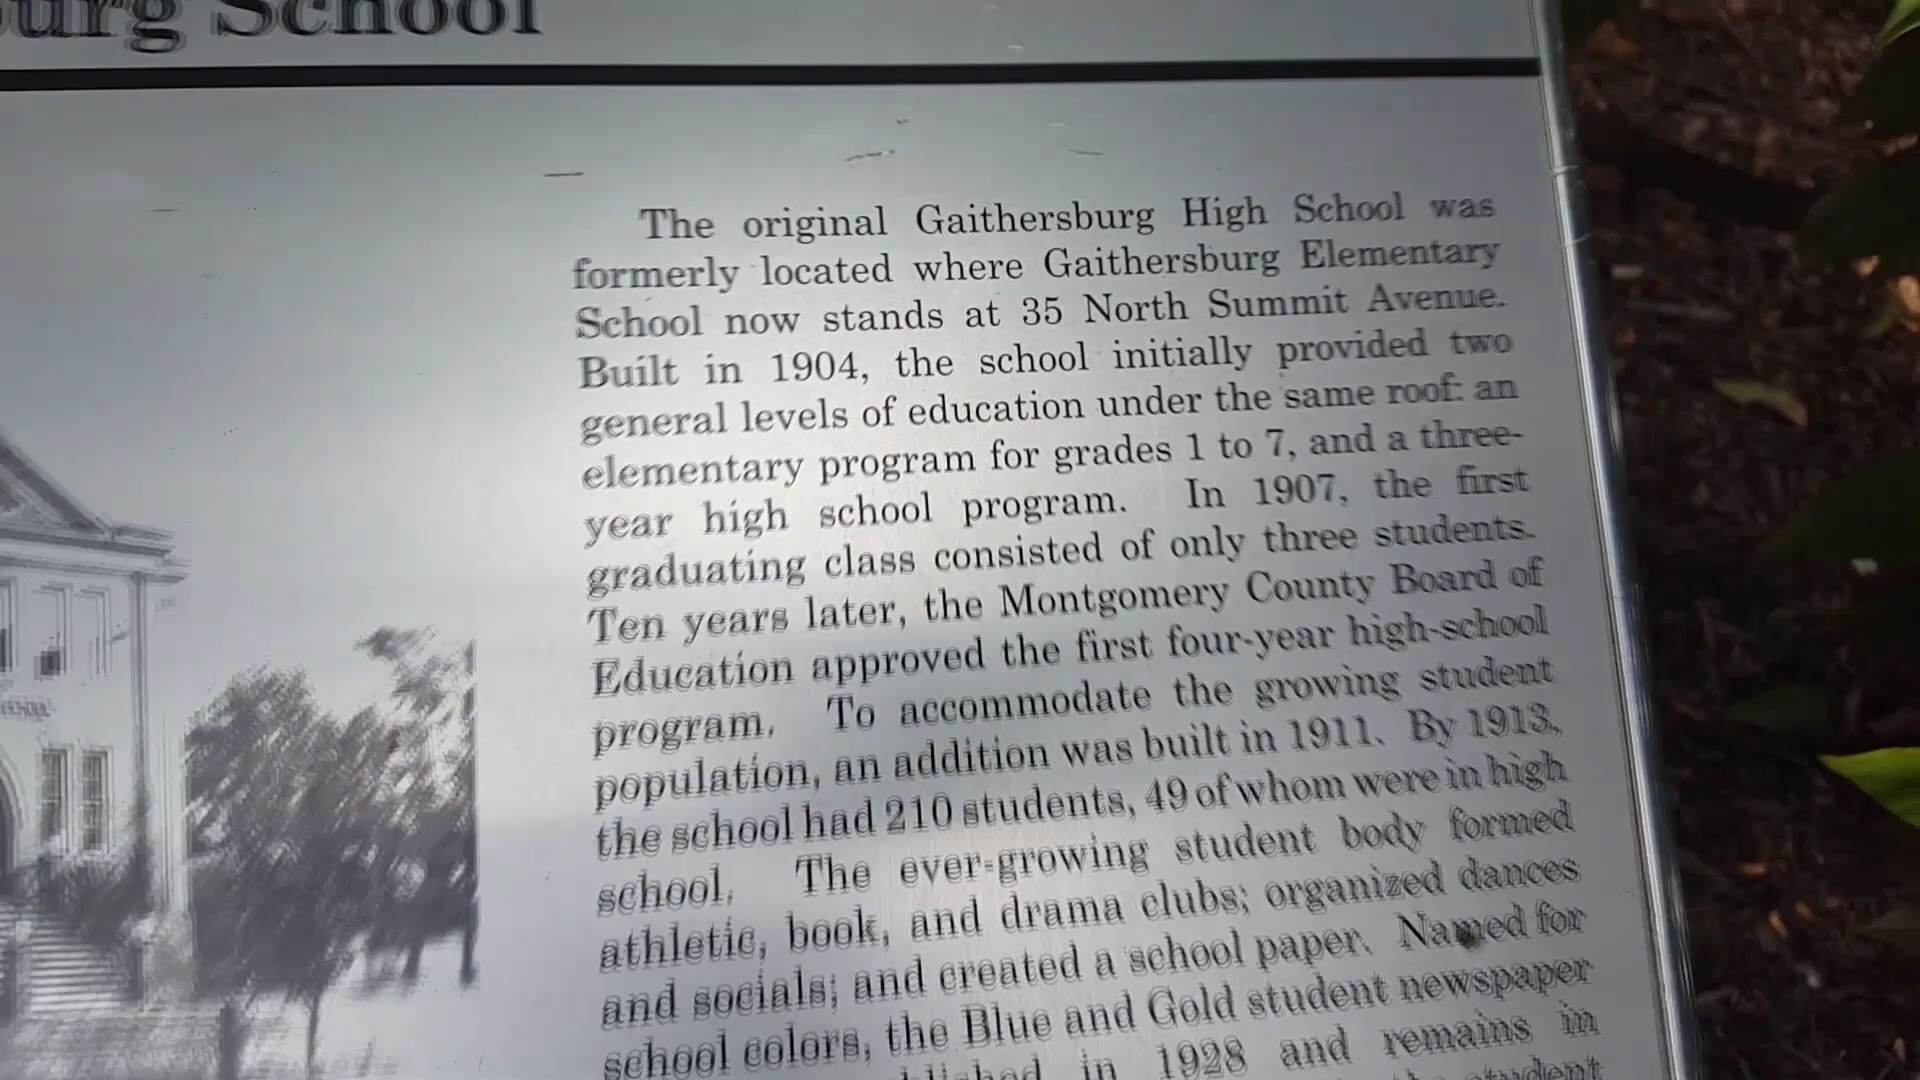 School
The original Gaithersburg High School was
formerly located where Gaithersburg Elementary
School now stands at 35 North Summit Avenue.
Built in 1904, the school initially provided two
general levels of education under the same roof: an
elementary program for grades 1 to 7, and a three-
year high school program. In 1907, the first
graduating class consisted of only three students.
Ten years later, the Montgomery County Board of
Education approved the first four-year high-school
program. To accommodate the growing student
population, an addition was built in 1911. By 1913,
the school had 210 students, 49 of whom were in high
school. The ever-growing student body formed
athletic, book, and drama clubs; organized dances
and socials; and created a school paper. Named for
school colors, the Blue and Gold student newspaper
in 1928 and remains in
student